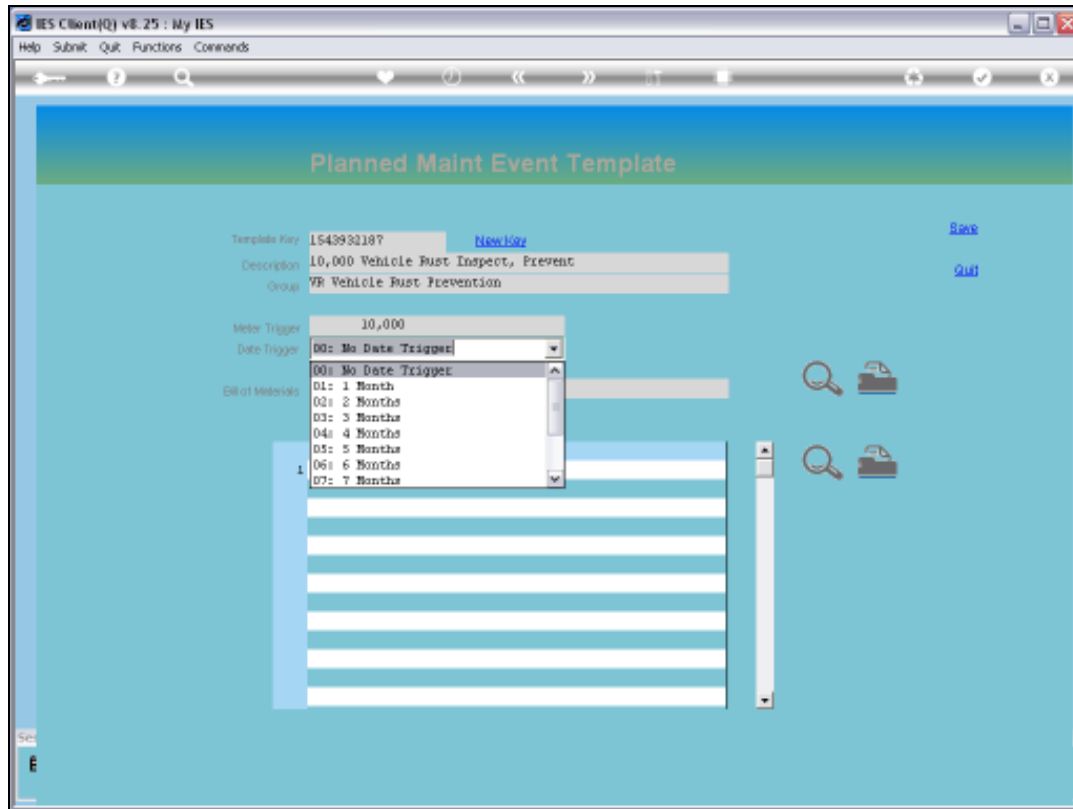 IES Client(Q) v8.25 : My IES
Help Submit Quit Functions Commands
Planned Maint Event Template
Save
Template Key 1543932187 New Key
Description 10,000 Vehicle Rust Inspect, Prevent
Quit
Group VR Vehicle Rust Prevention
Meter Trigger 10,000
Date Trigger 00: No Date Trigger
00: No Date Trigger
Bill of Materials 01: 1 Month
02: 2 Months
03: 3 Months
04: 4 Months
05: 5 Months
1 06: 6 Months
07: 7 Months